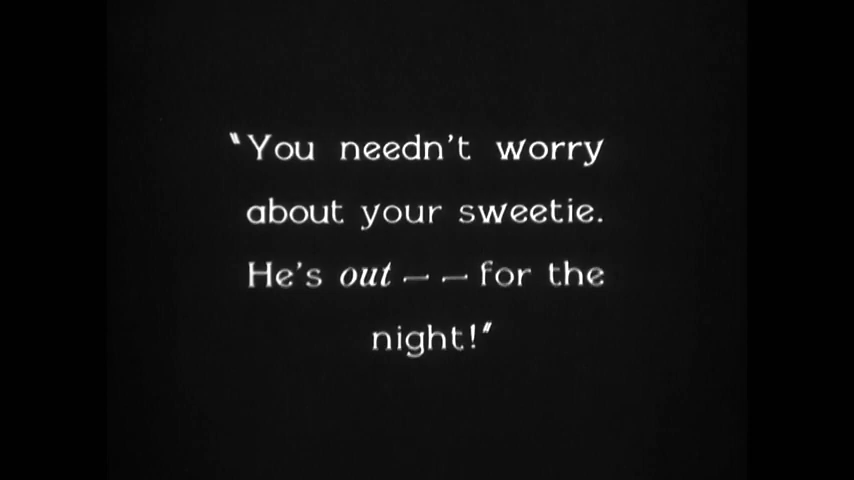 "You needn't worry
about your sweetie.
He's out — — for the
night!"